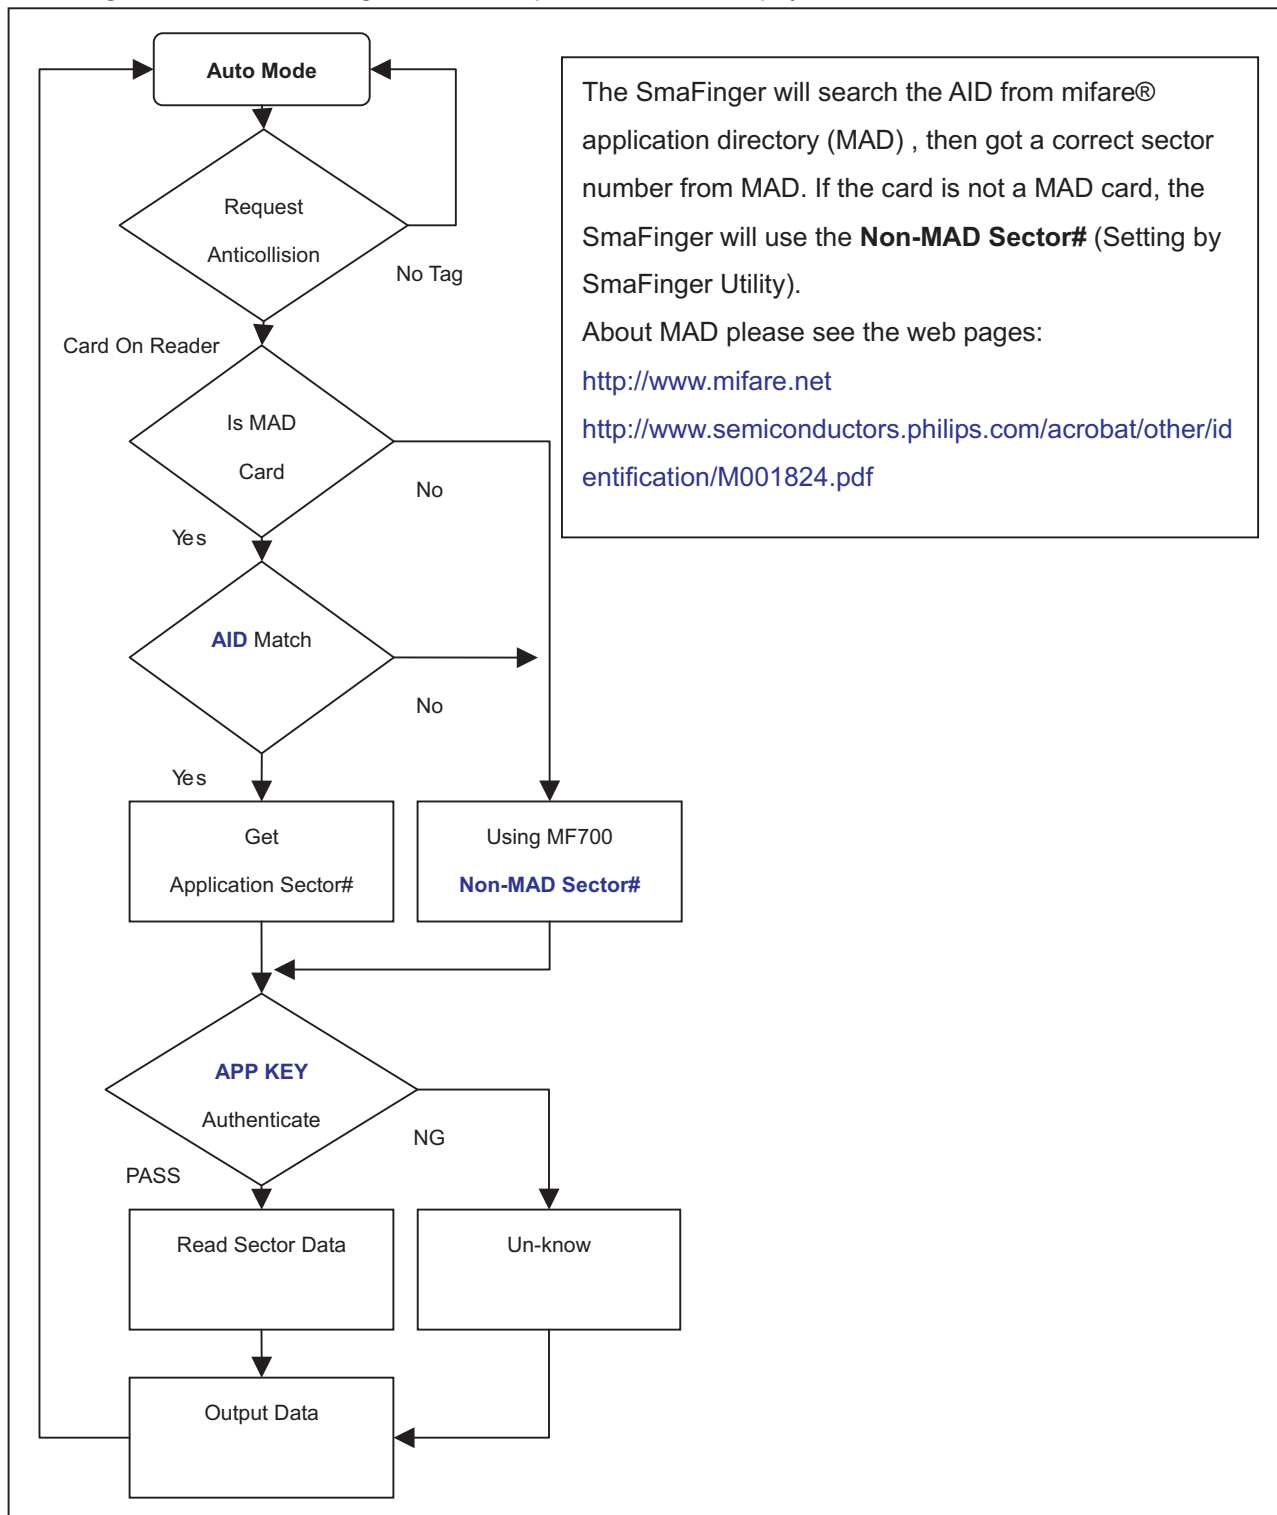 Auto Mode
Request
Anticollision
No Tag
Card On Reader
Is MAD
Card
No
Yes
AID Match
No
Yes
Get
Application Sector#
Using MF700
Non-MAD Sector#
APP KEY
Authenticate
NG
PASS
Read Sector Data
Un-know
Output Data
The SmaFinger will search the AID from mifare®
application directory (MAD) , then got a correct sector
number from MAD. If the card is not a MAD card, the
SmaFinger will use the Non-MAD Sector# (Setting by
SmaFinger Utility).
About MAD please see the web pages:
http://www.mifare.net
http://www.semiconductors.philips.com/acrobat/other/id
entification/M001824.pdf